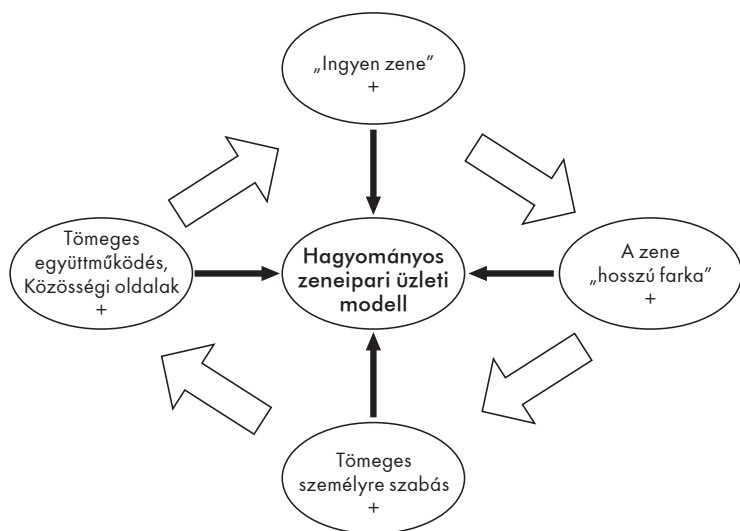 „Ingyen zene”
+
Tömeges
együttműködés,
Közösségi oldalak
+
Hagyományos
zeneipari üzleti
modell
A zene
„hosszú farka”
+
Tömeges
személyre szabás
+